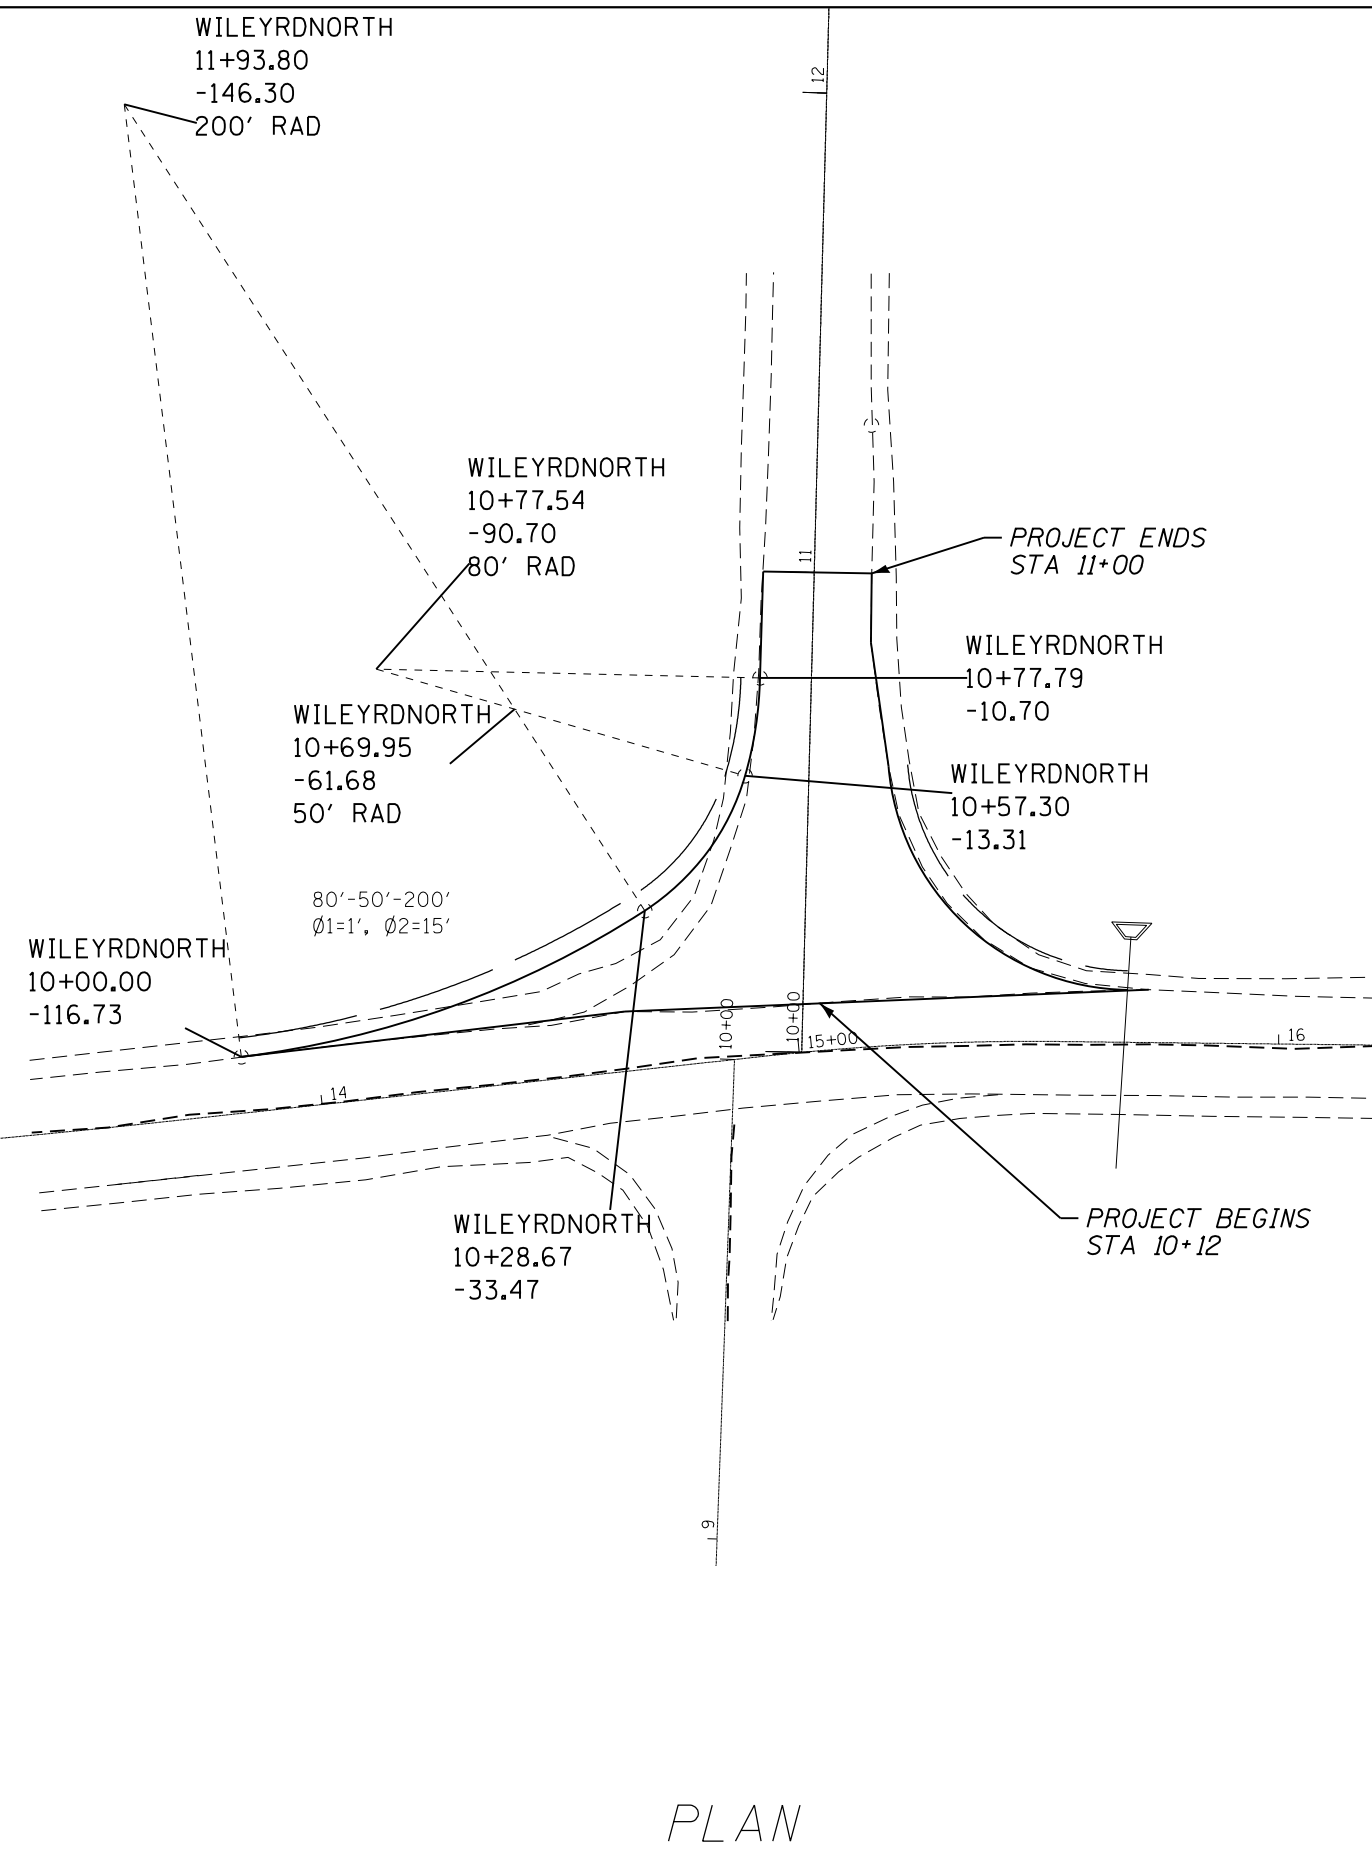 WILEYRDNORTH
11+93.80
-146.30
200' RAD
12
WILEYRDNORTH
10+77.54
-90.70
80' RAD
PROJECT ENDS
STA 11+00
11
WILEYRDNORTH
10+77.79
-10.70
WILEYRDNORTH
10+69.95
-61.68
50' RAD
WILEYRDNORTH
10+57.30
-13.31
80'-50'-200'
Ø1=1', Ø2=15'
WILEYRDNORTH
10+00.00
-116.73
10+00
10+00
15+00
16
14
WILEYRDNORTH
10+28.67
-33.47
PROJECT BEGINS
STA 10+12
9
PLAN